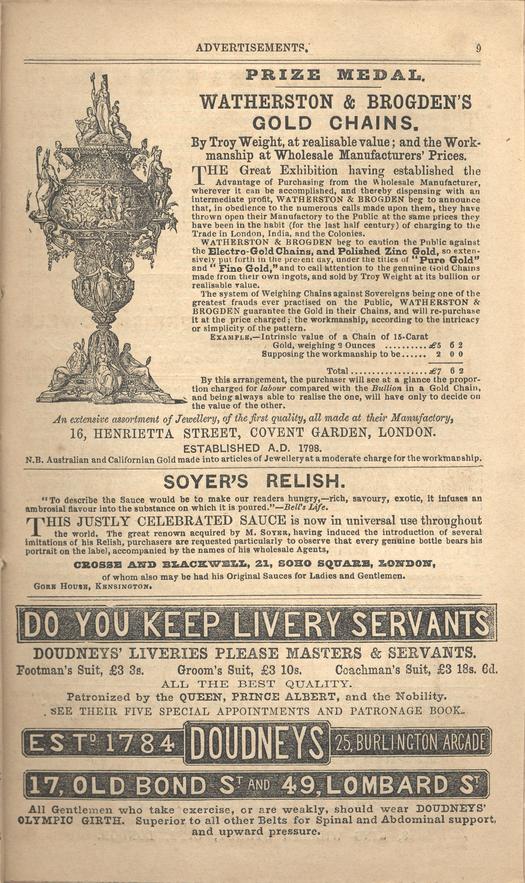 ADVERTISEMENTS.
9
PRIZE MEDAL.
WATHERSTON & BROGDEN'S
GOLD CHAINS.
By Troy Weight, at realisable value; and the Work-
manship at Wholesale Manufacturers' Prices.
THE Great Exhibition having established the
Advantage of Purchasing from the Wholesale Manufacturer,
wherever it can be accomplished, and thereby dispensing with an
intermediate profit, WATHERSTON & BROGDEN beg to announce
that, in obedience to the numerous calls made upon them, they have
thrown open their Manufactory to the Public at the same prices they
have been in the habit (for the last half century) of charging to the
Trade in London, India, and the Colonies.
WATHERSTON & BROGDEN beg to caution the Public against
the Electro-Gold Chains, and Polished Zinc Gold, so exten-
sively put forth in the present day, under the titles of "Pure Gold"
and "Fine Gold," and to call attention to the genuine Gold Chains
made from their own ingots, and sold by Troy Weight at its bullion or
realisable value.
The system of Weighing Chains against Sovereigns being one of the
greatest frauds ever practised on the Public, WATHERSTON &
BROGDEN guarantee the Gold in their Chains, and will re-purchase
it at the price charged; the workmanship, according to the intricacy
or simplicity of the pattern.
EXAMPLE.—Intrinsic value of a Chain of 15-Carat
Gold, weighing 2 Ounces .......... £5 6 2
Supposing the workmanship to be...... 2 0 0
Total .............. £7 6 2
By this arrangement, the purchaser will see at a glance the propor-
tion charged for labour compared with the Bullion in a Gold Chain,
and being always able to realise the one, will have only to decide on
the value of the other.
An extensive assortment of Jewellery, of the first quality, all made at their Manufactory,
16, HENRIETTA STREET, COVENT GARDEN, LONDON.
ESTABLISHED A.D. 1798.
N.B. Australian and Californian Gold made into articles of Jewellery at a moderate charge for the workmanship.
SOYER'S RELISH.
"To describe the Sauce would be to make our readers hungry,—rich, savoury, exotic, it infuses an
ambrosial flavour into the substance on which it is poured."—Bell's Life.
THIS JUSTLY CELEBRATED SAUCE is now in universal use throughout
the world. The great renown acquired by M. SOYER, having induced the introduction of several
imitations of his Relish, purchasers are requested particularly to observe that every genuine bottle bears his
portrait on the label, accompanied by the names of his wholesale Agents,
CROSSE AND BLACKWELL, 21, SOHO SQUARE, LONDON,
of whom also may be had his Original Sauces for Ladies and Gentlemen.
GORE HOUSE, KENSINGTON.
DO YOU KEEP LIVERY SERVANTS
DOUDNEYS' LIVERIES PLEASE MASTERS & SERVANTS.
Footman's Suit, £3 3s. Groom's Suit, £3 10s. Coachman's Suit, £3 18s. 6d.
ALL THE BEST QUALITY.
Patronized by the QUEEN, PRINCE ALBERT, and the Nobility.
SEE THEIR FIVE SPECIAL APPOINTMENTS AND PATRONAGE BOOK.
ESTD 1784 DOUDNEYS 25, BURLINGTON ARCADE
17, OLD BOND ST AND 49, LOMBARD ST
All Gentlemen who take exercise, or are weakly, should wear DOUDNEYS'
OLYMPIC GIRTH. Superior to all other Belts for Spinal and Abdominal support,
and upward pressure.